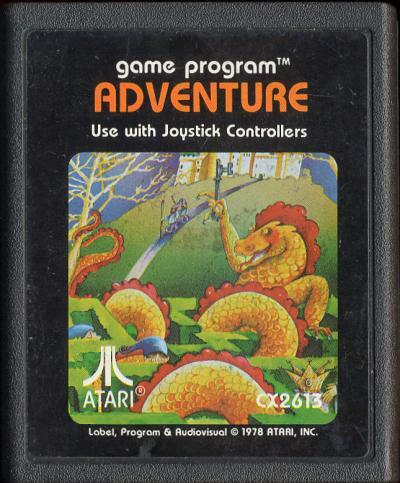 game program™
ADVENTURE
Use with Joystick Controllers
ATARI®
CX2613
Label, Program & Audiovisual © 1978 ATARI, INC.